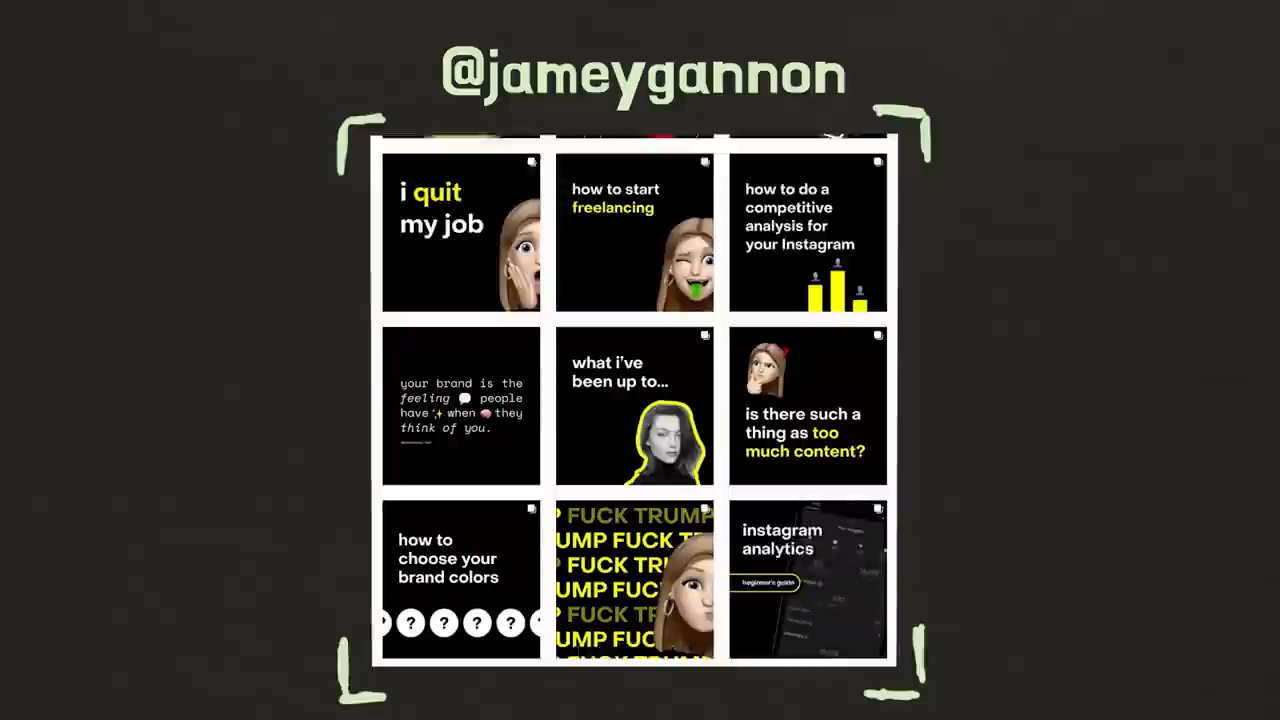 @jameygannon
i quit
my job
how to start
freelancing
how to do a
competitive
analysis for
your Instagram
your brand is the
feeling 💬 people
have ✨ when 🧠 they
think of you.
what i've
been up to...
is there such a
thing as too
much content?
how to
choose your
brand colors
? ? ? ?
FUCK TRUMP
UMP FUCK T
FUCK TRU
UMP FUC
FUCK TR
UMP FUC
FUCK TRUMP
instagram
analytics
beginner's guide